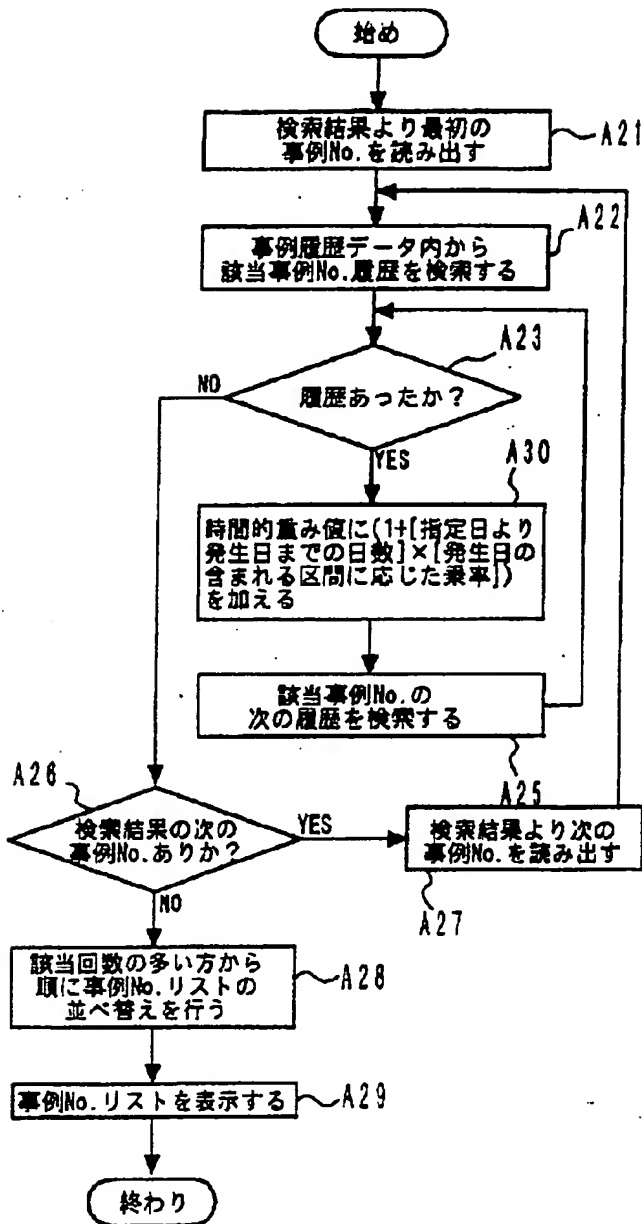 始め
検索結果より最初の
事例No.を読み出す
A21
A22
事例履歴データ内から
該当事例No.履歴を検索する
A23
NO
履歴あったか？
YES
A30
時間的重み値に(1+[指定日より
発生日までの日数]×[発生日の
含まれる区間に応じた乗率])
を加える
該当事例No.の
次の履歴を検索する
A25
A26
検索結果の次の
事例No.ありか？
YES
検索結果より次の
事例No.を読み出す
A27
NO
該当回数の多い方から
順に事例No.リストの
並べ替えを行う
A28
事例No.リストを表示する
A29
終わり